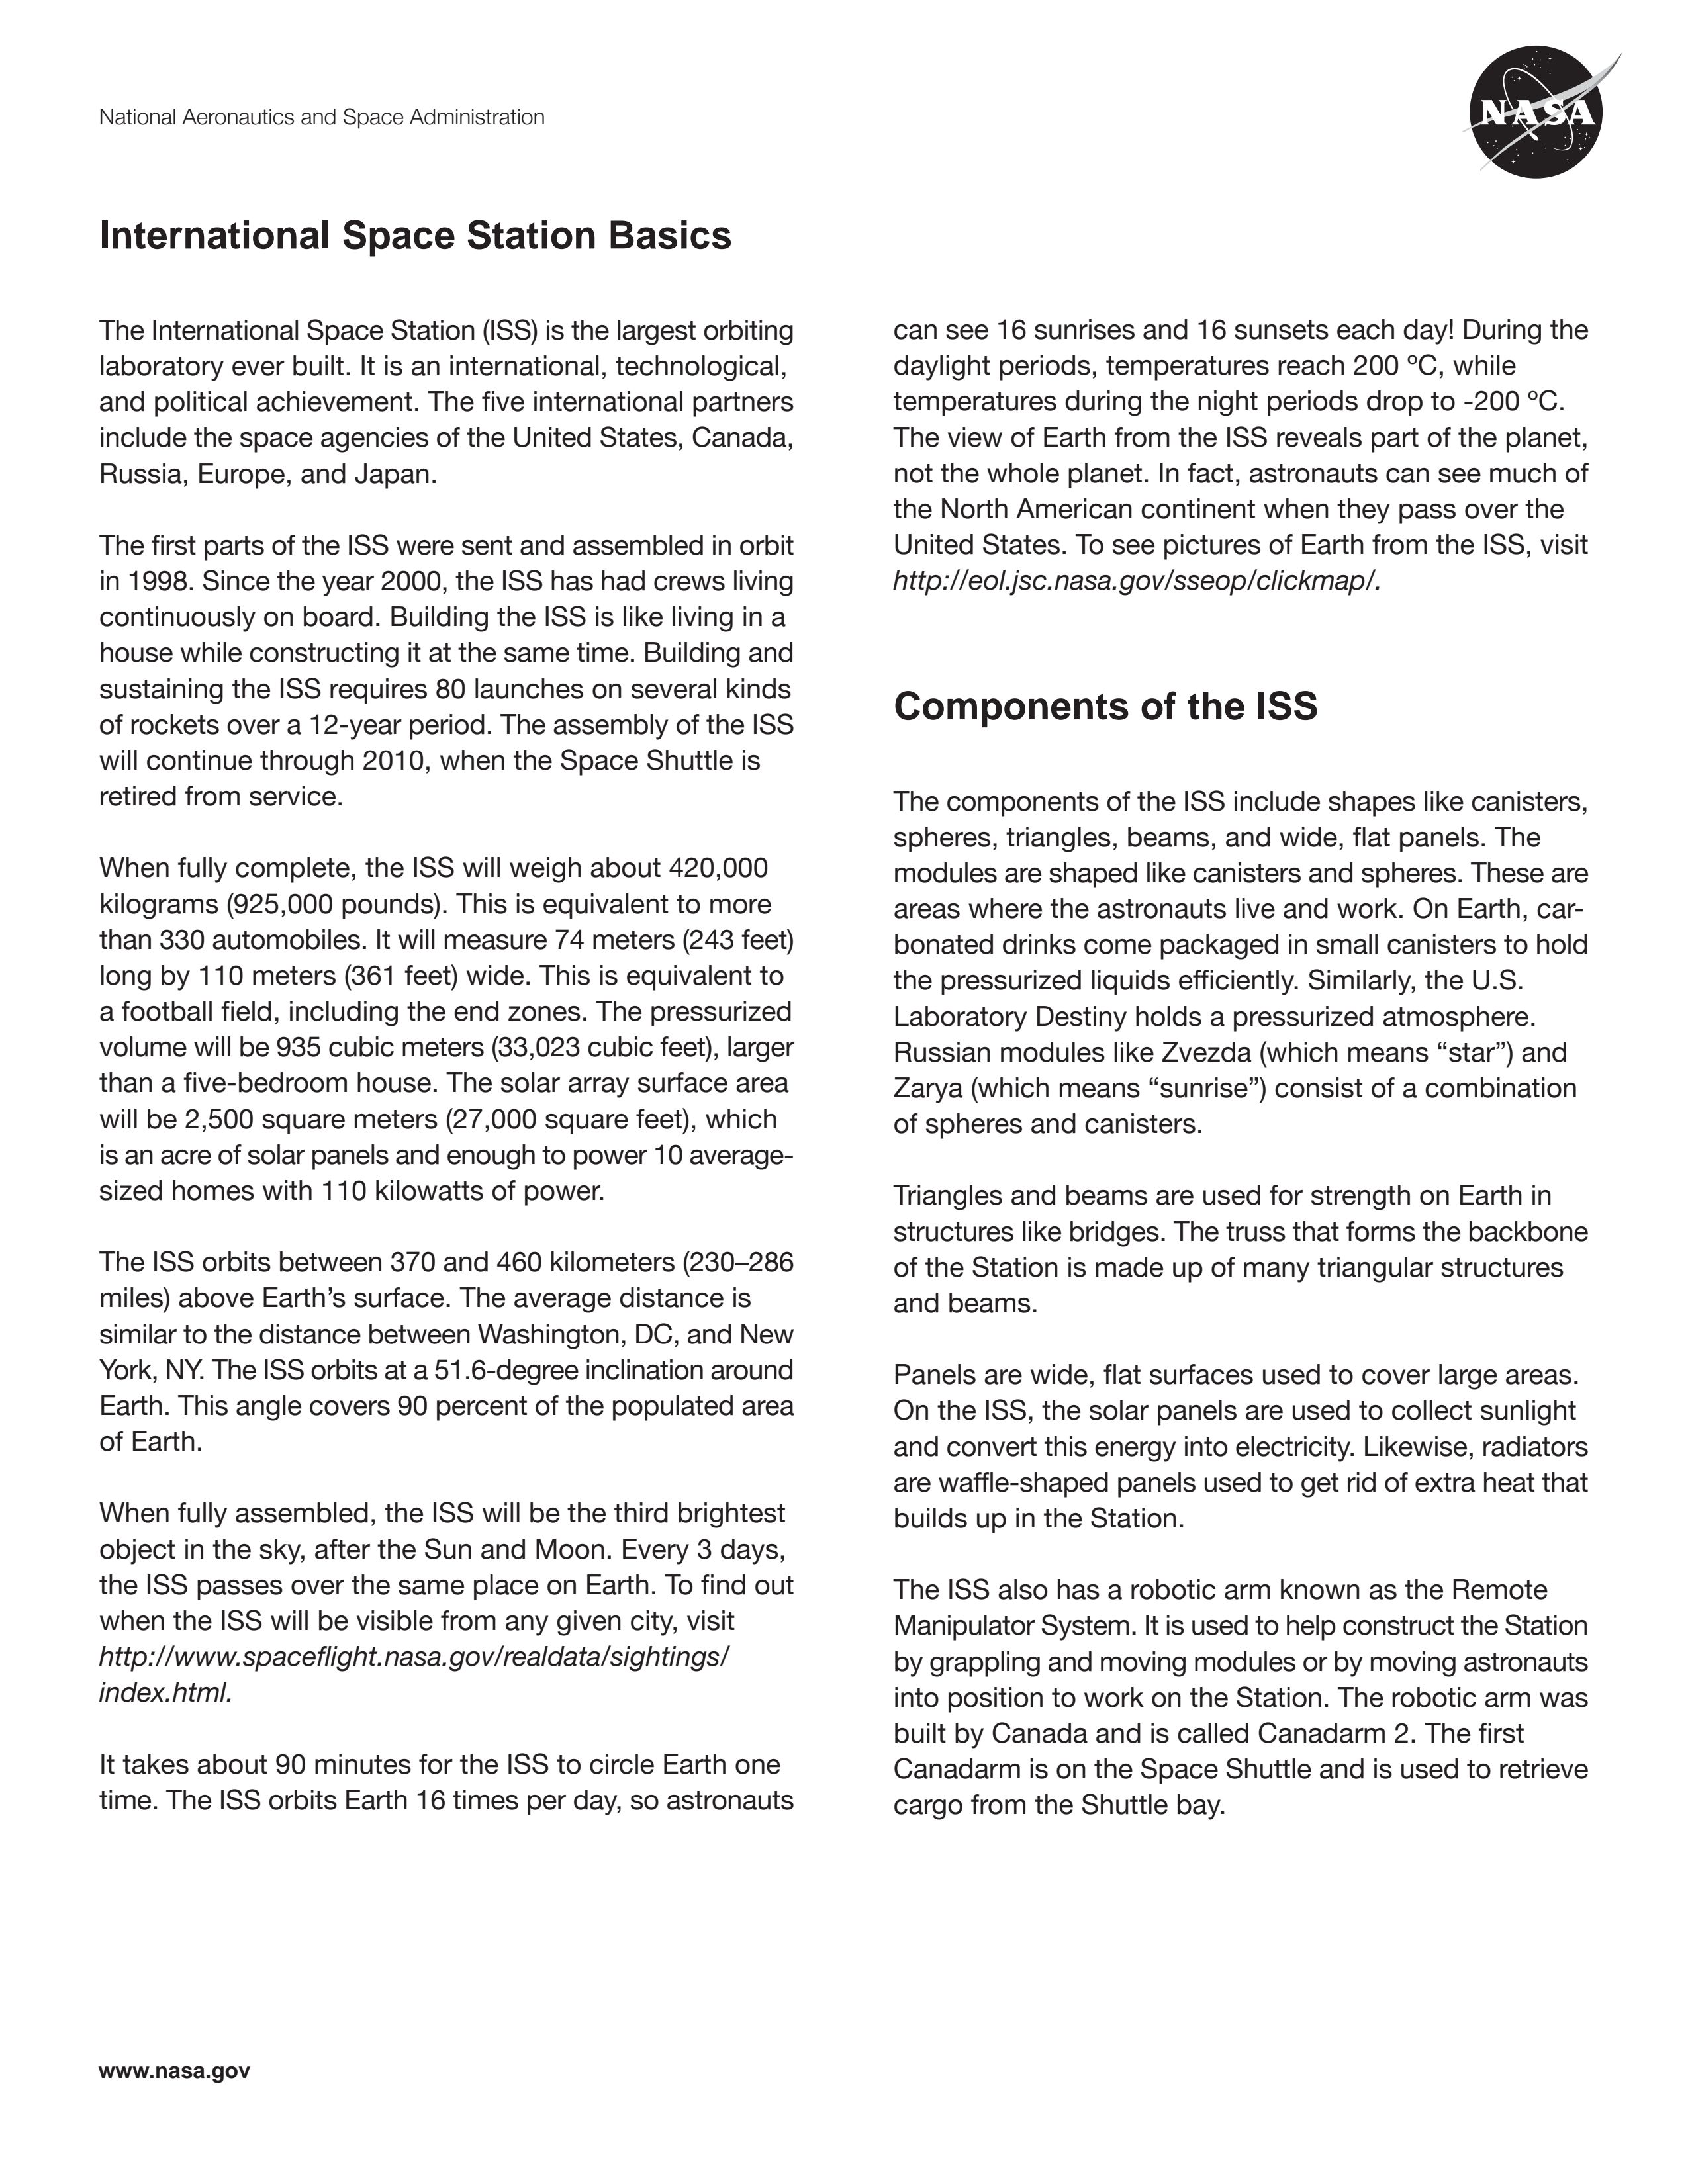 National Aeronautics and Space Administration
NASA
International Space Station Basics
The International Space Station (ISS) is the largest orbiting
laboratory ever built. It is an international, technological,
and political achievement. The five international partners
include the space agencies of the United States, Canada,
Russia, Europe, and Japan.
The first parts of the ISS were sent and assembled in orbit
in 1998. Since the year 2000, the ISS has had crews living
continuously on board. Building the ISS is like living in a
house while constructing it at the same time. Building and
sustaining the ISS requires 80 launches on several kinds
of rockets over a 12-year period. The assembly of the ISS
will continue through 2010, when the Space Shuttle is
retired from service.
When fully complete, the ISS will weigh about 420,000
kilograms (925,000 pounds). This is equivalent to more
than 330 automobiles. It will measure 74 meters (243 feet)
long by 110 meters (361 feet) wide. This is equivalent to
a football field, including the end zones. The pressurized
volume will be 935 cubic meters (33,023 cubic feet), larger
than a five-bedroom house. The solar array surface area
will be 2,500 square meters (27,000 square feet), which
is an acre of solar panels and enough to power 10 average-
sized homes with 110 kilowatts of power.
The ISS orbits between 370 and 460 kilometers (230–286
miles) above Earth’s surface. The average distance is
similar to the distance between Washington, DC, and New
York, NY. The ISS orbits at a 51.6-degree inclination around
Earth. This angle covers 90 percent of the populated area
of Earth.
When fully assembled, the ISS will be the third brightest
object in the sky, after the Sun and Moon. Every 3 days,
the ISS passes over the same place on Earth. To find out
when the ISS will be visible from any given city, visit
http://www.spaceflight.nasa.gov/realdata/sightings/
index.html.
It takes about 90 minutes for the ISS to circle Earth one
time. The ISS orbits Earth 16 times per day, so astronauts
can see 16 sunrises and 16 sunsets each day! During the
daylight periods, temperatures reach 200 ºC, while
temperatures during the night periods drop to -200 ºC.
The view of Earth from the ISS reveals part of the planet,
not the whole planet. In fact, astronauts can see much of
the North American continent when they pass over the
United States. To see pictures of Earth from the ISS, visit
http://eol.jsc.nasa.gov/sseop/clickmap/.
Components of the ISS
The components of the ISS include shapes like canisters,
spheres, triangles, beams, and wide, flat panels. The
modules are shaped like canisters and spheres. These are
areas where the astronauts live and work. On Earth, car-
bonated drinks come packaged in small canisters to hold
the pressurized liquids efficiently. Similarly, the U.S.
Laboratory Destiny holds a pressurized atmosphere.
Russian modules like Zvezda (which means “star”) and
Zarya (which means “sunrise”) consist of a combination
of spheres and canisters.
Triangles and beams are used for strength on Earth in
structures like bridges. The truss that forms the backbone
of the Station is made up of many triangular structures
and beams.
Panels are wide, flat surfaces used to cover large areas.
On the ISS, the solar panels are used to collect sunlight
and convert this energy into electricity. Likewise, radiators
are waffle-shaped panels used to get rid of extra heat that
builds up in the Station.
The ISS also has a robotic arm known as the Remote
Manipulator System. It is used to help construct the Station
by grappling and moving modules or by moving astronauts
into position to work on the Station. The robotic arm was
built by Canada and is called Canadarm 2. The first
Canadarm is on the Space Shuttle and is used to retrieve
cargo from the Shuttle bay.
www.nasa.gov